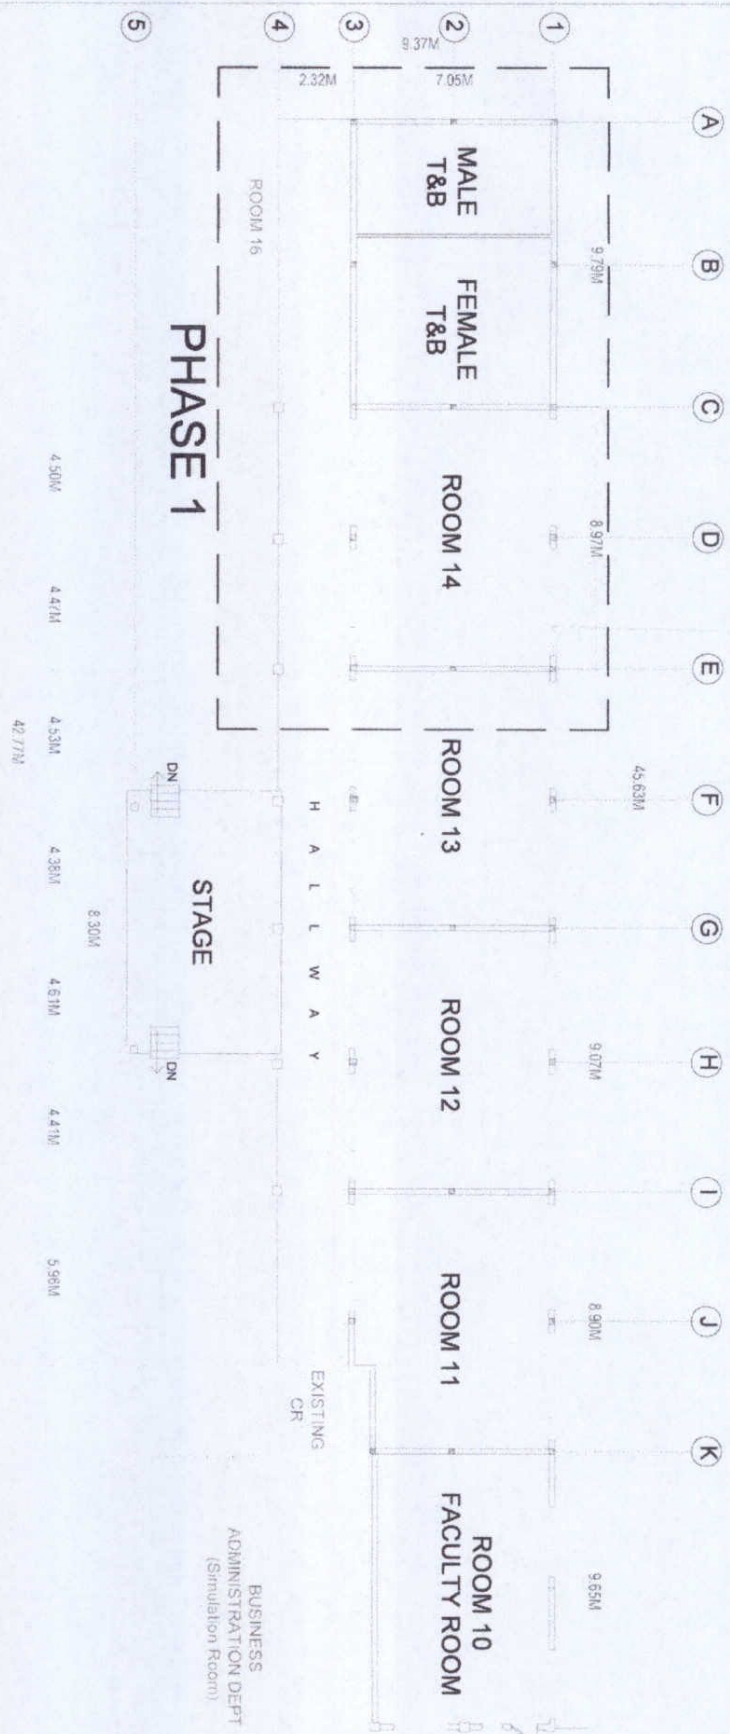 A
B
C
D
E
F
G
H
I
J
K
45.63M
9.79M
8.97M
9.07M
8.90M
9.65M
1
2
3
4
5
9.37M
7.05M
2.32M
MALE
T&B
FEMALE
T&B
ROOM 14
ROOM 13
ROOM 12
ROOM 11
ROOM 10
FACULTY ROOM
HALLWAY
EXISTING
CR
ROOM 16
PHASE 1
DN
STAGE
DN
BUSINESS
ADMINISTRATION DEPT
(Simulation Room)
8.30M
4.50M
4.47M
4.53M
4.38M
4.61M
4.41M
5.96M
42.77M